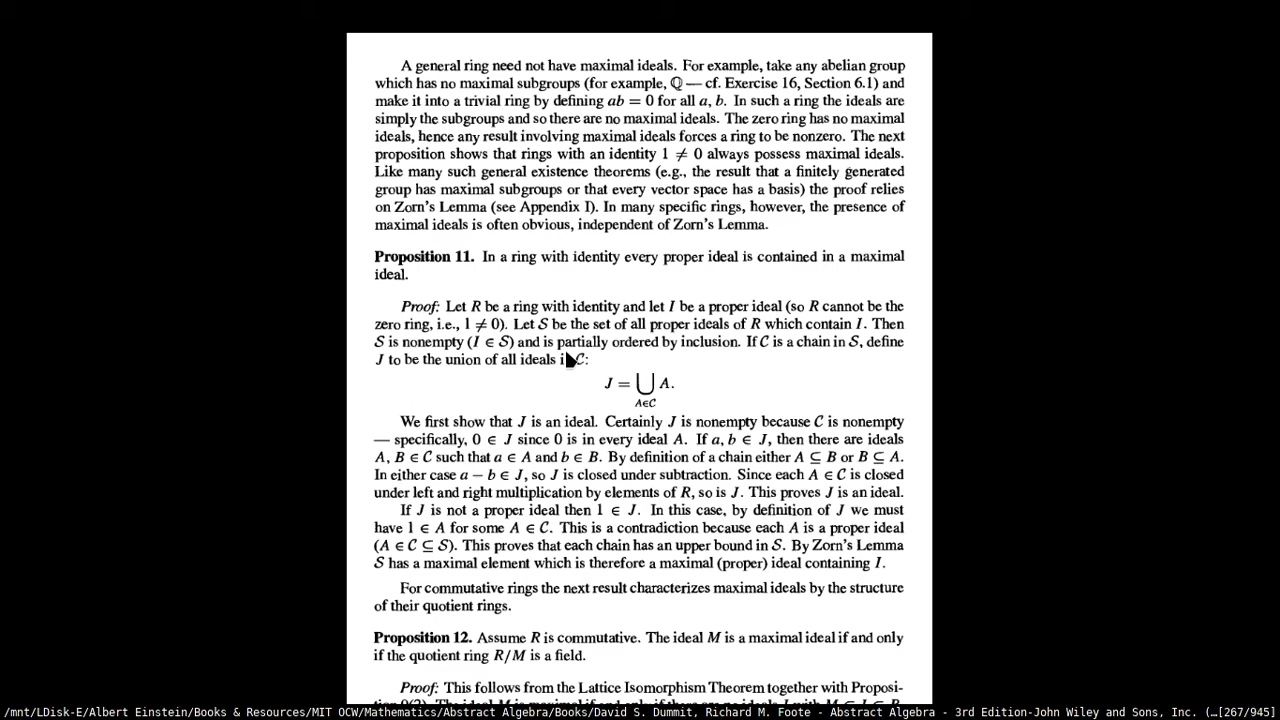 A general ring need not have maximal ideals. For example, take any abelian group
which has no maximal subgroups (for example, ℚ — cf. Exercise 16, Section 6.1) and
make it into a trivial ring by defining ab = 0 for all a, b. In such a ring the ideals are
simply the subgroups and so there are no maximal ideals. The zero ring has no maximal
ideals, hence any result involving maximal ideals forces a ring to be nonzero. The next
proposition shows that rings with an identity 1 ≠ 0 always possess maximal ideals.
Like many such general existence theorems (e.g., the result that a finitely generated
group has maximal subgroups or that every vector space has a basis) the proof relies
on Zorn's Lemma (see Appendix I). In many specific rings, however, the presence of
maximal ideals is often obvious, independent of Zorn's Lemma.
Proposition 11. In a ring with identity every proper ideal is contained in a maximal
ideal.
Proof: Let R be a ring with identity and let I be a proper ideal (so R cannot be the
zero ring, i.e., 1 ≠ 0). Let 𝒮 be the set of all proper ideals of R which contain I. Then
𝒮 is nonempty (I ∈ 𝒮) and is partially ordered by inclusion. If 𝒞 is a chain in 𝒮, define
J to be the union of all ideals i 𝒞:
J = ⋃ A.
A∈𝒞
We first show that J is an ideal. Certainly J is nonempty because 𝒞 is nonempty
— specifically, 0 ∈ J since 0 is in every ideal A. If a, b ∈ J, then there are ideals
A, B ∈ 𝒞 such that a ∈ A and b ∈ B. By definition of a chain either A ⊆ B or B ⊆ A.
In either case a − b ∈ J, so J is closed under subtraction. Since each A ∈ 𝒞 is closed
under left and right multiplication by elements of R, so is J. This proves J is an ideal.
If J is not a proper ideal then 1 ∈ J. In this case, by definition of J we must
have 1 ∈ A for some A ∈ 𝒞. This is a contradiction because each A is a proper ideal
(A ∈ 𝒞 ⊆ 𝒮). This proves that each chain has an upper bound in 𝒮. By Zorn's Lemma
𝒮 has a maximal element which is therefore a maximal (proper) ideal containing I.
For commutative rings the next result characterizes maximal ideals by the structure
of their quotient rings.
Proposition 12. Assume R is commutative. The ideal M is a maximal ideal if and only
if the quotient ring R/M is a field.
Proof: This follows from the Lattice Isomorphism Theorem together with Proposi-
/mnt/LDisk-E/Albert Einstein/Books & Resources/MIT OCW/Mathematics/Abstract Algebra/Books/David S. Dummit, Richard M. Foote - Abstract Algebra - 3rd Edition-John Wiley and Sons, Inc. (…[267/945]